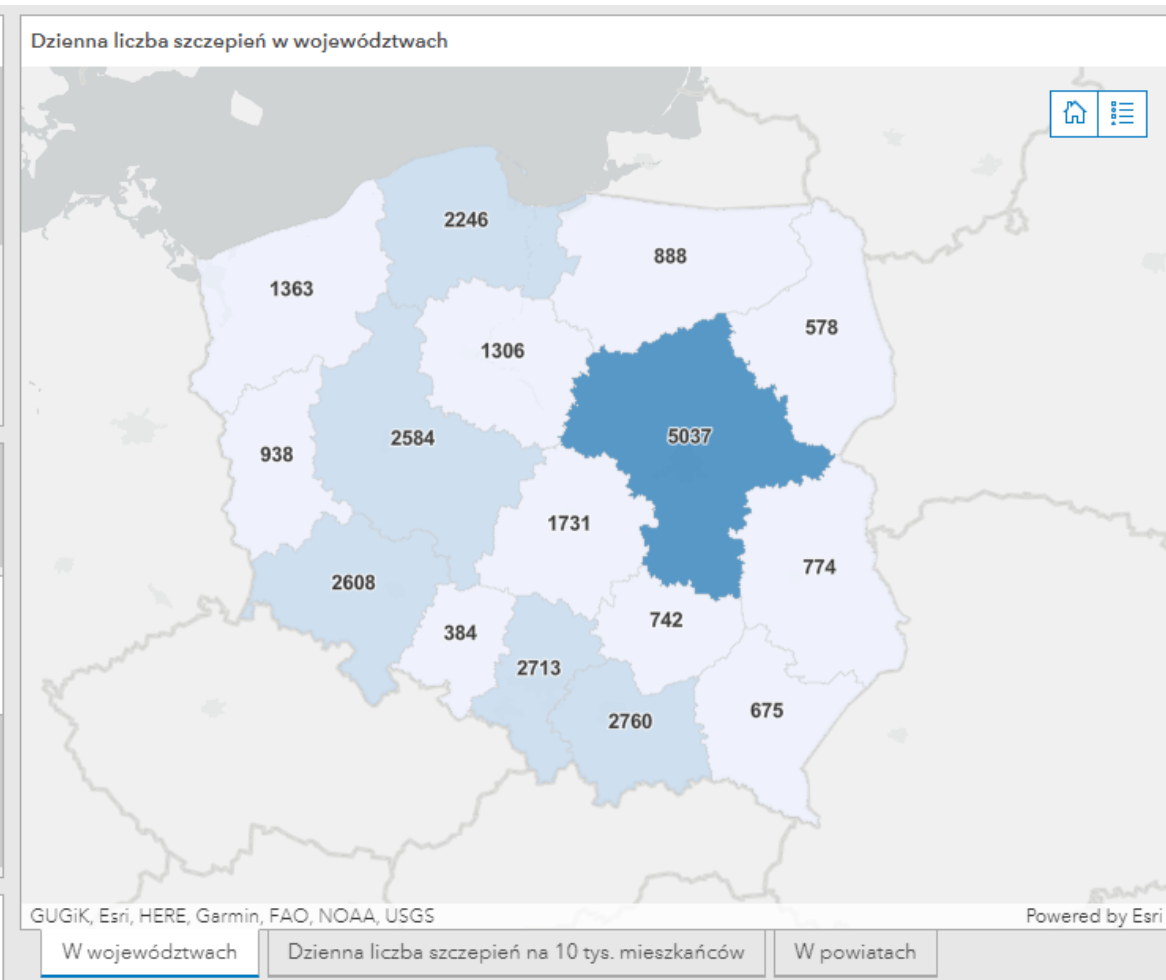 Dzienna liczba szczepień w województwach
2246
888
1363
578
1306
5037
2584
938
1731
774
2608
742
384
2713
675
2760
GUGiK, Esri, HERE, Garmin, FAO, NOAA, USGS
Powered by Esri
W województwach
Dzienna liczba szczepień na 10 tys. mieszkańców
W powiatach